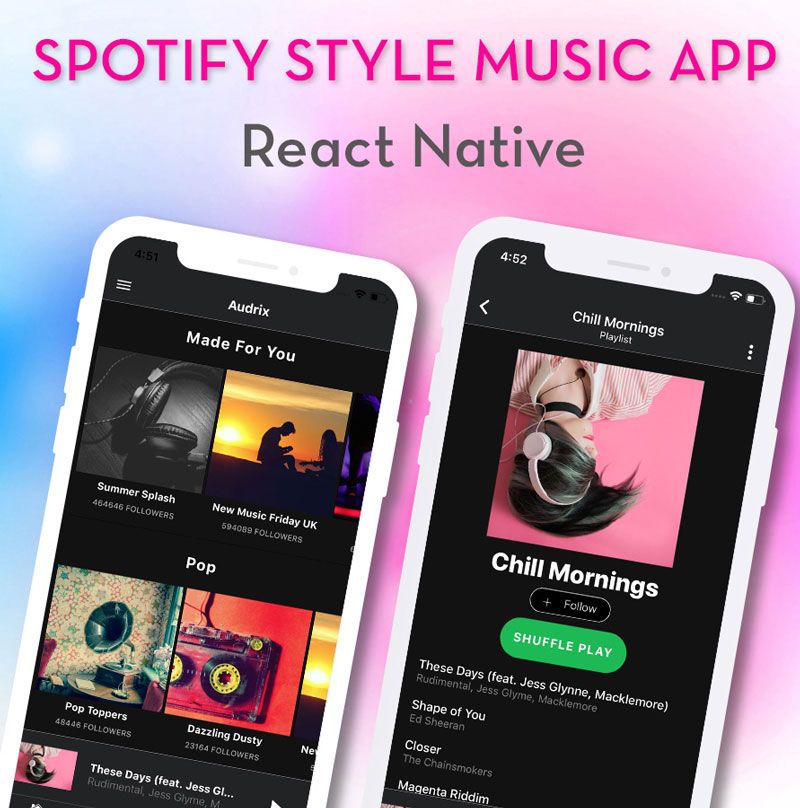 SPOTIFY STYLE MUSIC APP
React Native
4:51
Audrix
Made For You
Summer Splash
464646 FOLLOWERS
New Music Friday UK
594089 FOLLOWERS
Pop
Pop Toppers
48446 FOLLOWERS
Dazzling Dusty
23164 FOLLOWERS
New
These Days (feat. Jess Gl...
Rudimental, Jess Glyme, M...
4:52
Chill Mornings
Playlist
Chill Mornings
+ Follow
SHUFFLE PLAY
These Days (feat. Jess Glynne, Macklemore)
Rudimental, Jess Glyme, Macklemore
Shape of You
Ed Sheeran
Closer
The Chainsmokers
Magenta Riddim